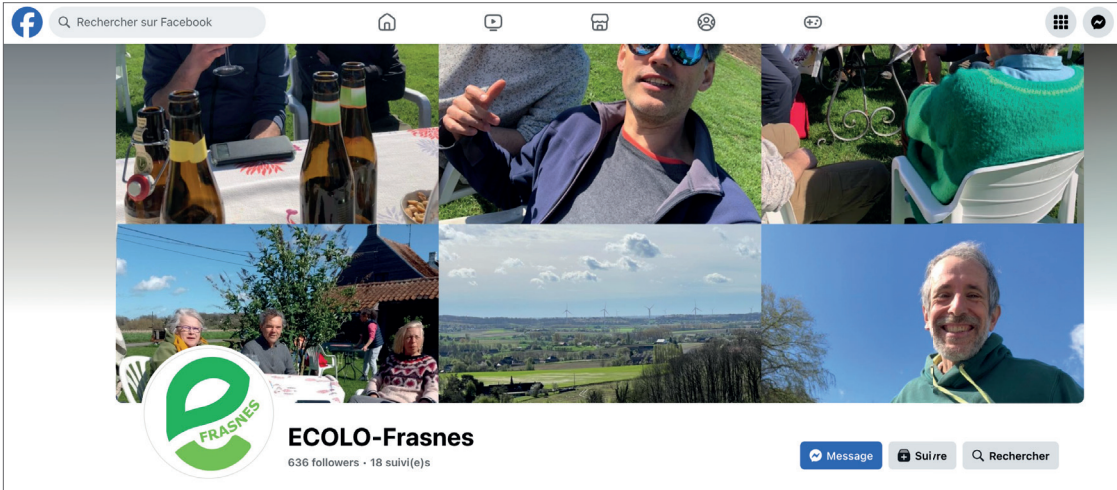 Rechercher sur Facebook
FRASNES
ECOLO-Frasnes
636 followers · 18 suivi(e)s
Message
Suivre
Rechercher